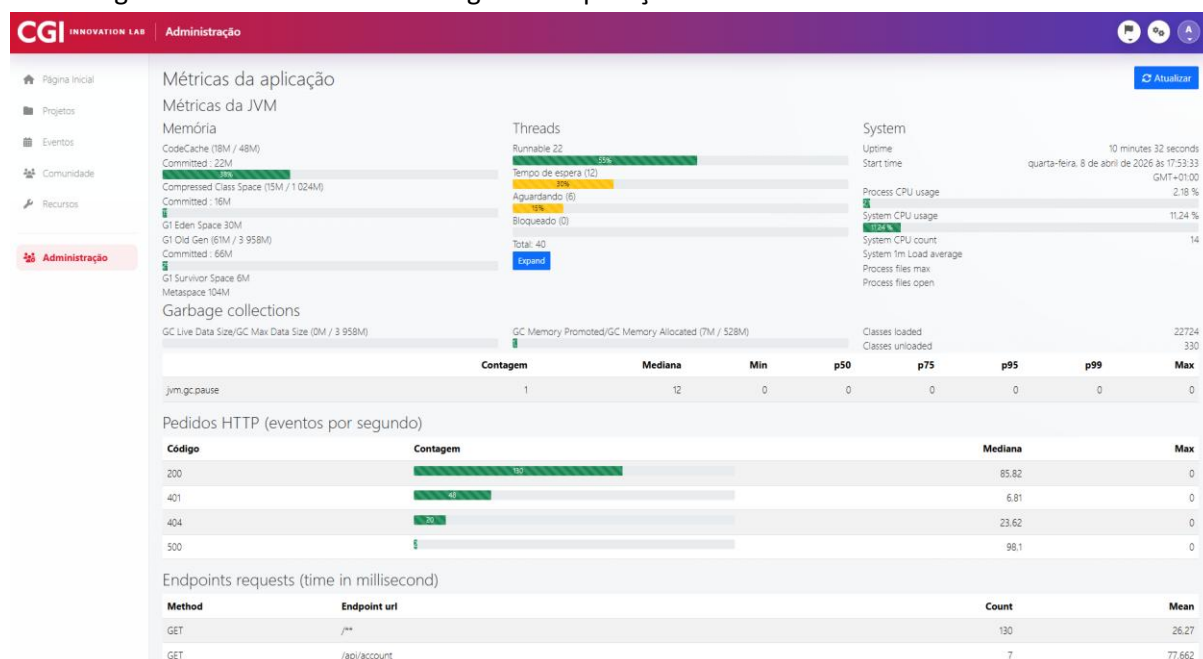 CGI INNOVATION LAB Administração A
Página Inicial
Projetos
Eventos
Comunidade
Recursos
Administração
Métricas da aplicação
Atualizar
Métricas da JVM
Memória
CodeCache (18M / 48M)
Committed : 22M
38%
Compressed Class Space (15M / 1 024M)
Committed : 16M
G1 Eden Space 30M
G1 Old Gen (61M / 3 958M)
Committed : 66M
G1 Survivor Space 6M
Metaspace 104M
Threads
Runnable 22
55%
Tempo de espera (12)
30%
Aguardando (6)
15%
Bloqueado (0)
Total: 40
Expand
System
Uptime 10 minutes 32 seconds
Start time quarta-feira, 8 de abril de 2026 às 17:53:33
GMT+01:00
Process CPU usage 2,18 %
System CPU usage 11,24 %
11,24 %
System CPU count 14
System 1m Load average
Process files max
Process files open
Garbage collections
GC Live Data Size/GC Max Data Size (0M / 3 958M)
GC Memory Promoted/GC Memory Allocated (7M / 528M)
Classes loaded 22724
Classes unloaded 330
Contagem Mediana Min p50 p75 p95 p99 Max
jvm.gc.pause 1 12 0 0 0 0 0 0
Pedidos HTTP (eventos por segundo)
Código Contagem Mediana Max
200 130 85.82 0
401 48 6.81 0
404 20 23.62 0
500 98.1 0
Endpoints requests (time in millisecond)
Method Endpoint url Count Mean
GET /** 130 26.27
GET /api/account 7 77.662